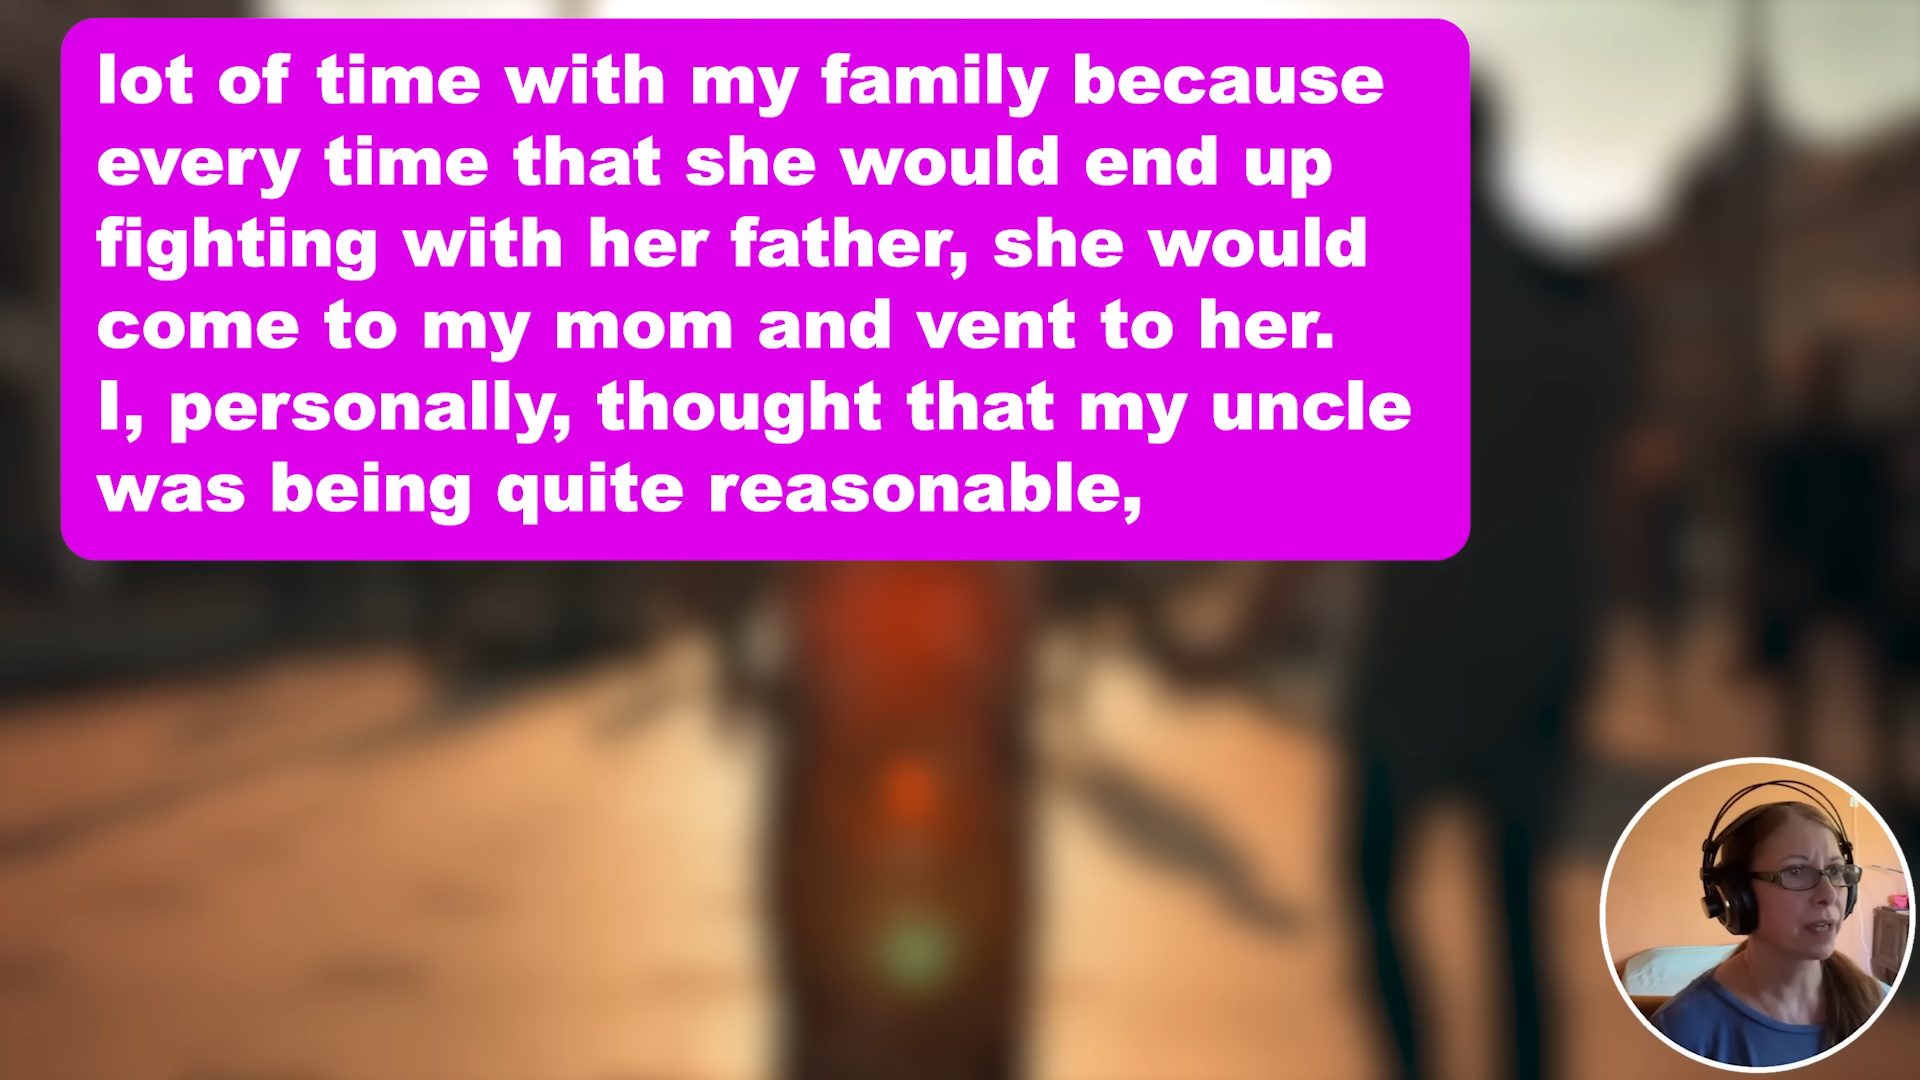 lot of time with my family because
every time that she would end up
fighting with her father, she would
come to my mom and vent to her.
I, personally, thought that my uncle
was being quite reasonable,